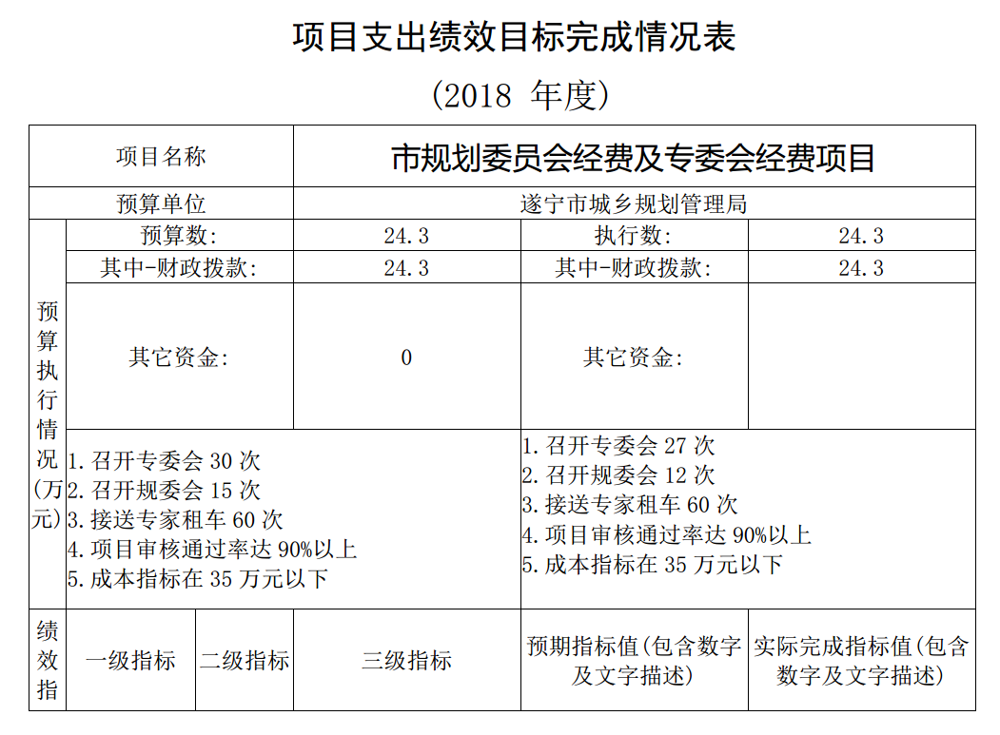 项目支出绩效目标完成情况表
(2018 年度)
项目名称
市规划委员会经费及专委会经费项目
预算单位
遂宁市城乡规划管理局
预算执行情况(万元)
预算数:
24.3
执行数:
24.3
其中-财政拨款:
24.3
其中-财政拨款:
24.3
其它资金:
0
其它资金:
1.召开专委会 30 次
2.召开规委会 15 次
3.接送专家租车 60 次
4.项目审核通过率达 90%以上
5.成本指标在 35 万元以下
1.召开专委会 27 次
2.召开规委会 12 次
3.接送专家租车 60 次
4.项目审核通过率达 90%以上
5.成本指标在 35 万元以下
绩效指
一级指标
二级指标
三级指标
预期指标值(包含数字
及文字描述)
实际完成指标值(包含
数字及文字描述)